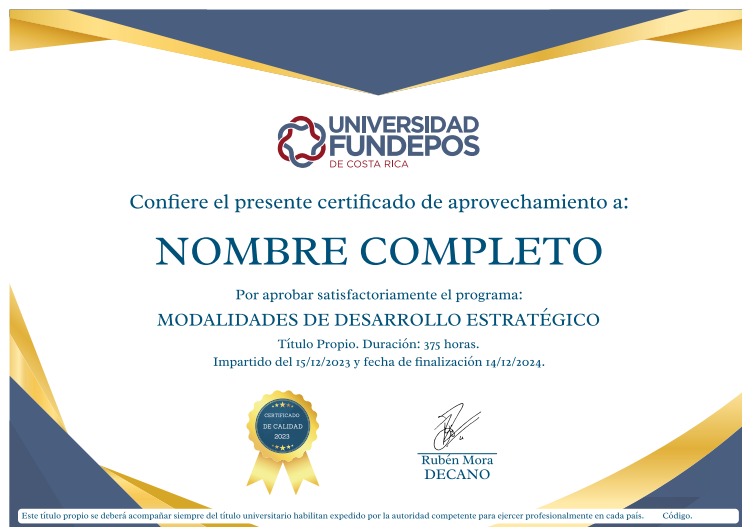 UNIVERSIDAD
FUNDEPOS
DE COSTA RICA
Confiere el presente certificado de aprovechamiento a:
NOMBRE COMPLETO
Por aprobar satisfactoriamente el programa:
MODALIDADES DE DESARROLLO ESTRATÉGICO
Título Propio. Duración: 375 horas.
Impartido del 15/12/2023 y fecha de finalización 14/12/2024.
CERTIFICADO
DE CALIDAD
2023
Rubén Mora
DECANO
Este título propio se deberá acompañar siempre del título universitario habilitan expedido por la autoridad competente para ejercer profesionalmente en cada país. Código.